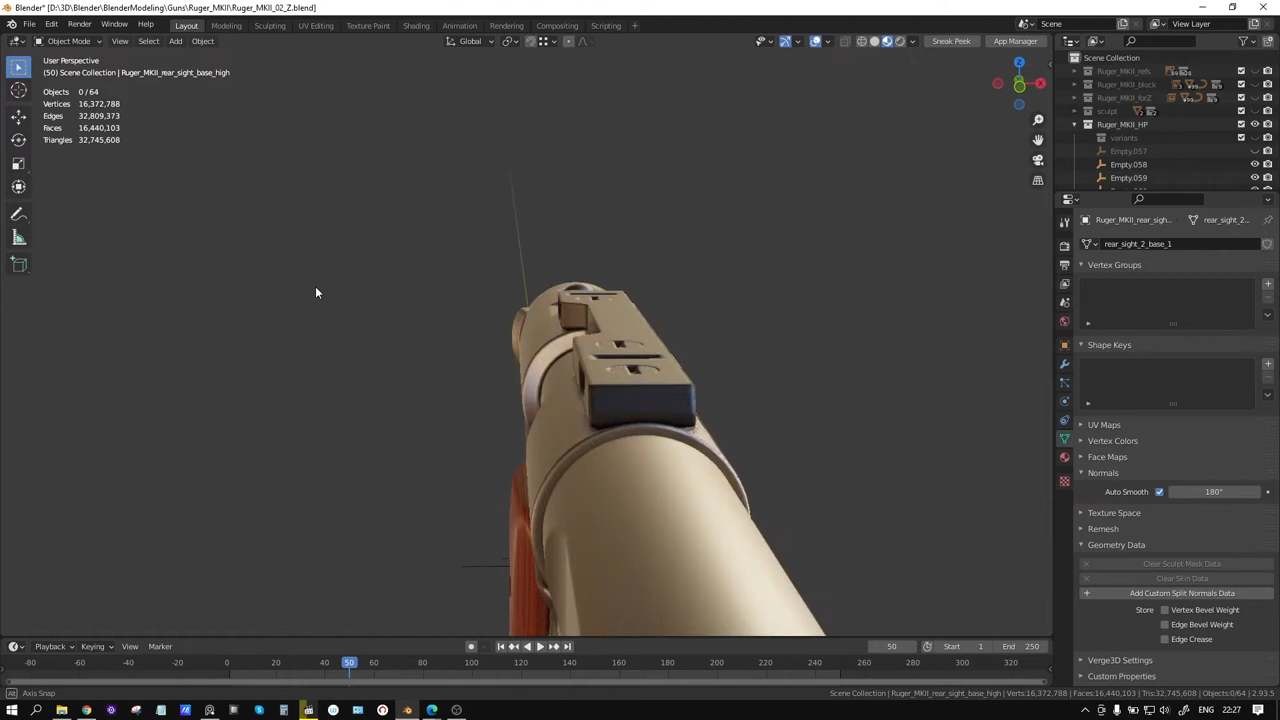 Blender* [D:\3D\Blender\BlenderModeling\Guns\Ruger_MKII\Ruger_MKII_02_Z.blend]
File Edit Render Window Help Layout Modeling Sculpting UV Editing Texture Paint Shading Animation Rendering Compositing Scripting + Scene View Layer
Object Mode View Select Add Object Global Sneak Peek App Manager
User Perspective
(50) Scene Collection | Ruger_MKII_rear_sight_base_high
Objects 0/64
Vertices 16,372,788
Edges 32,809,373
Faces 16,440,103
Triangles 32,745,608
Z
X
Scene Collection
Ruger_MKII_refs
Ruger_MKII_block
Ruger_MKII_forZ
sculpt
Ruger_MKII_HP
variants
Empty.057
Empty.058
Empty.059
Ruger_MKII_rear_sigh... rear_sight_2...
rear_sight_2_base_1
Vertex Groups
Shape Keys
UV Maps
Vertex Colors
Face Maps
Normals
Auto Smooth 180°
Texture Space
Remesh
Geometry Data
Clear Sculpt Mask Data
Clear Skin Data
Add Custom Split Normals Data
Store Vertex Bevel Weight
Edge Bevel Weight
Edge Crease
Verge3D Settings
Custom Properties
Playback Keying View Marker 50 Start 1 End 250
-80 -60 -40 -20 0 20 40 50 60 80 100 120 140 160 180 200 220 240 260 280 300 320
Axis Snap Scene Collection | Ruger_MKII_rear_sight_base_high | Verts:16,372,788 | Faces:16,440,103 | Tris:32,745,608 | Objects:0/64 | 2.93.5
ENG 22:27